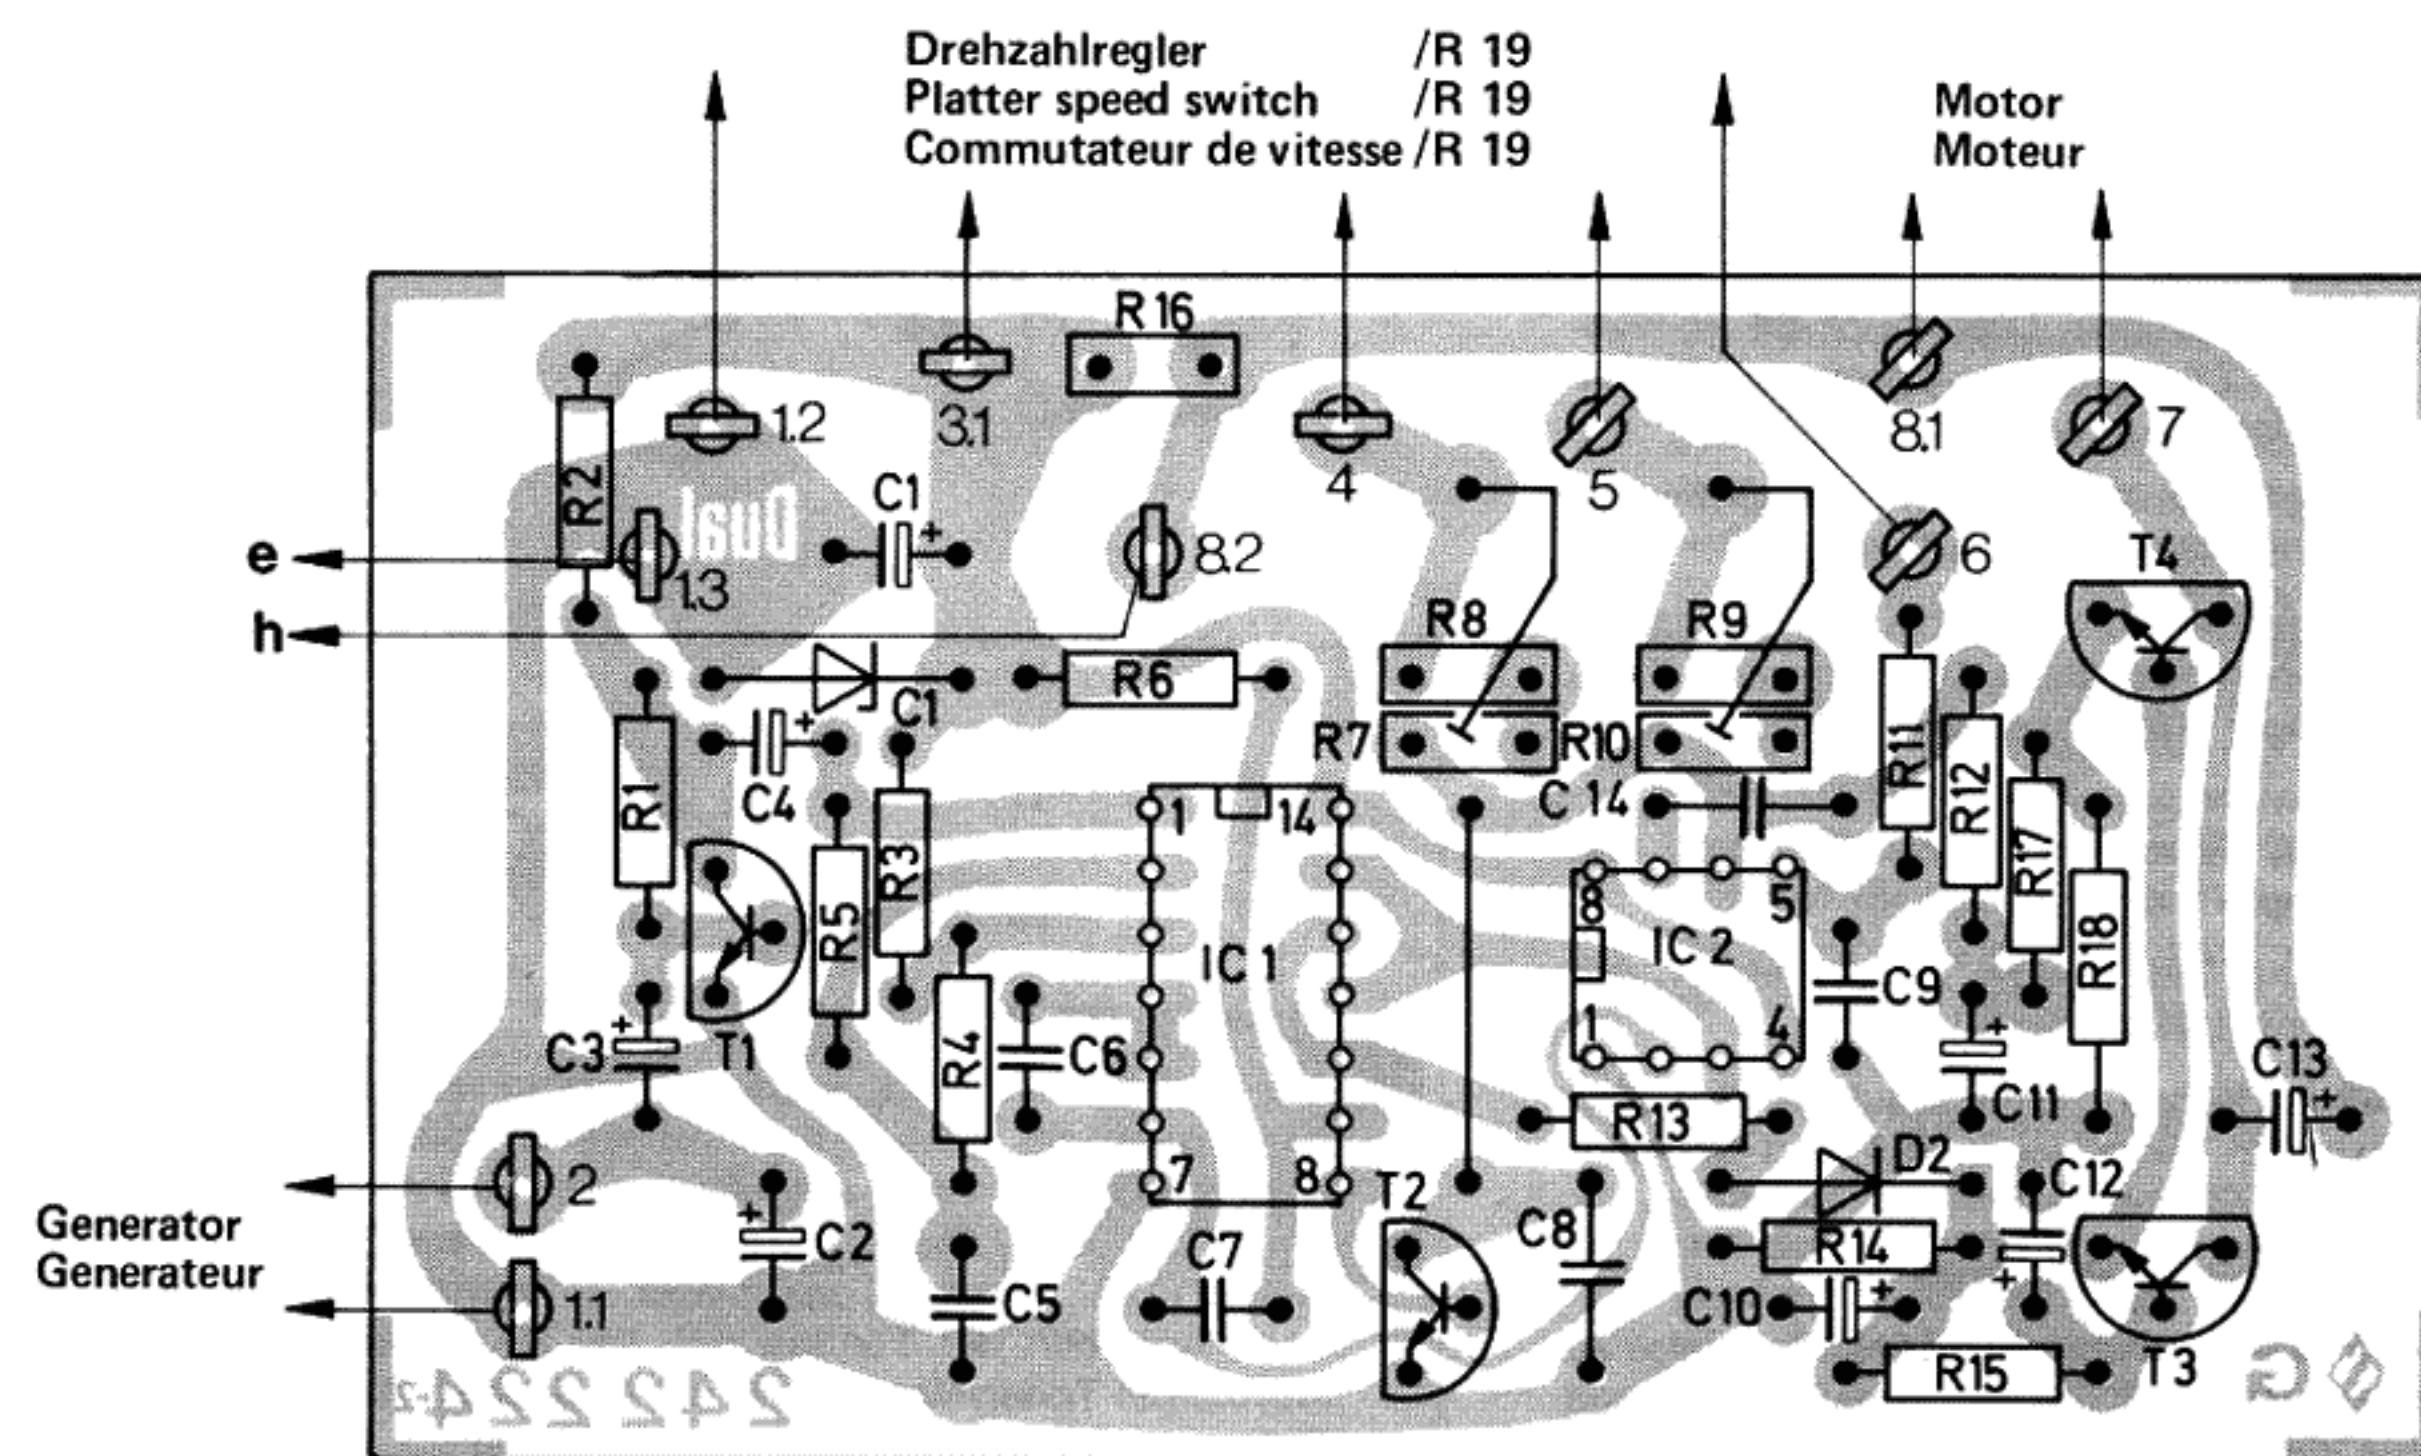 Drehzahlregler /R 19
Platter speed switch /R 19
Commutateur de vitesse /R 19
Motor
Moteur
R 16
1.2
3.1
4
5
8.1
7
R2
C1
+
Dual
e
1.3
8.2
6
T4
h
R8
R9
R6
C1
R7
R10
R11
+
C4
R1
R12
1
14
C 14
R3
R17
R5
8
5
IC 1
IC 2
R18
C9
+
C3
T1
R4
C6
1
4
+
C11
C13
+
R13
2
7
8
T2
D2
C12
Generator
Generateur
+
C2
C7
C8
R14
+
1.1
C5
C10
+
R15
T3
242 222 4-2
G